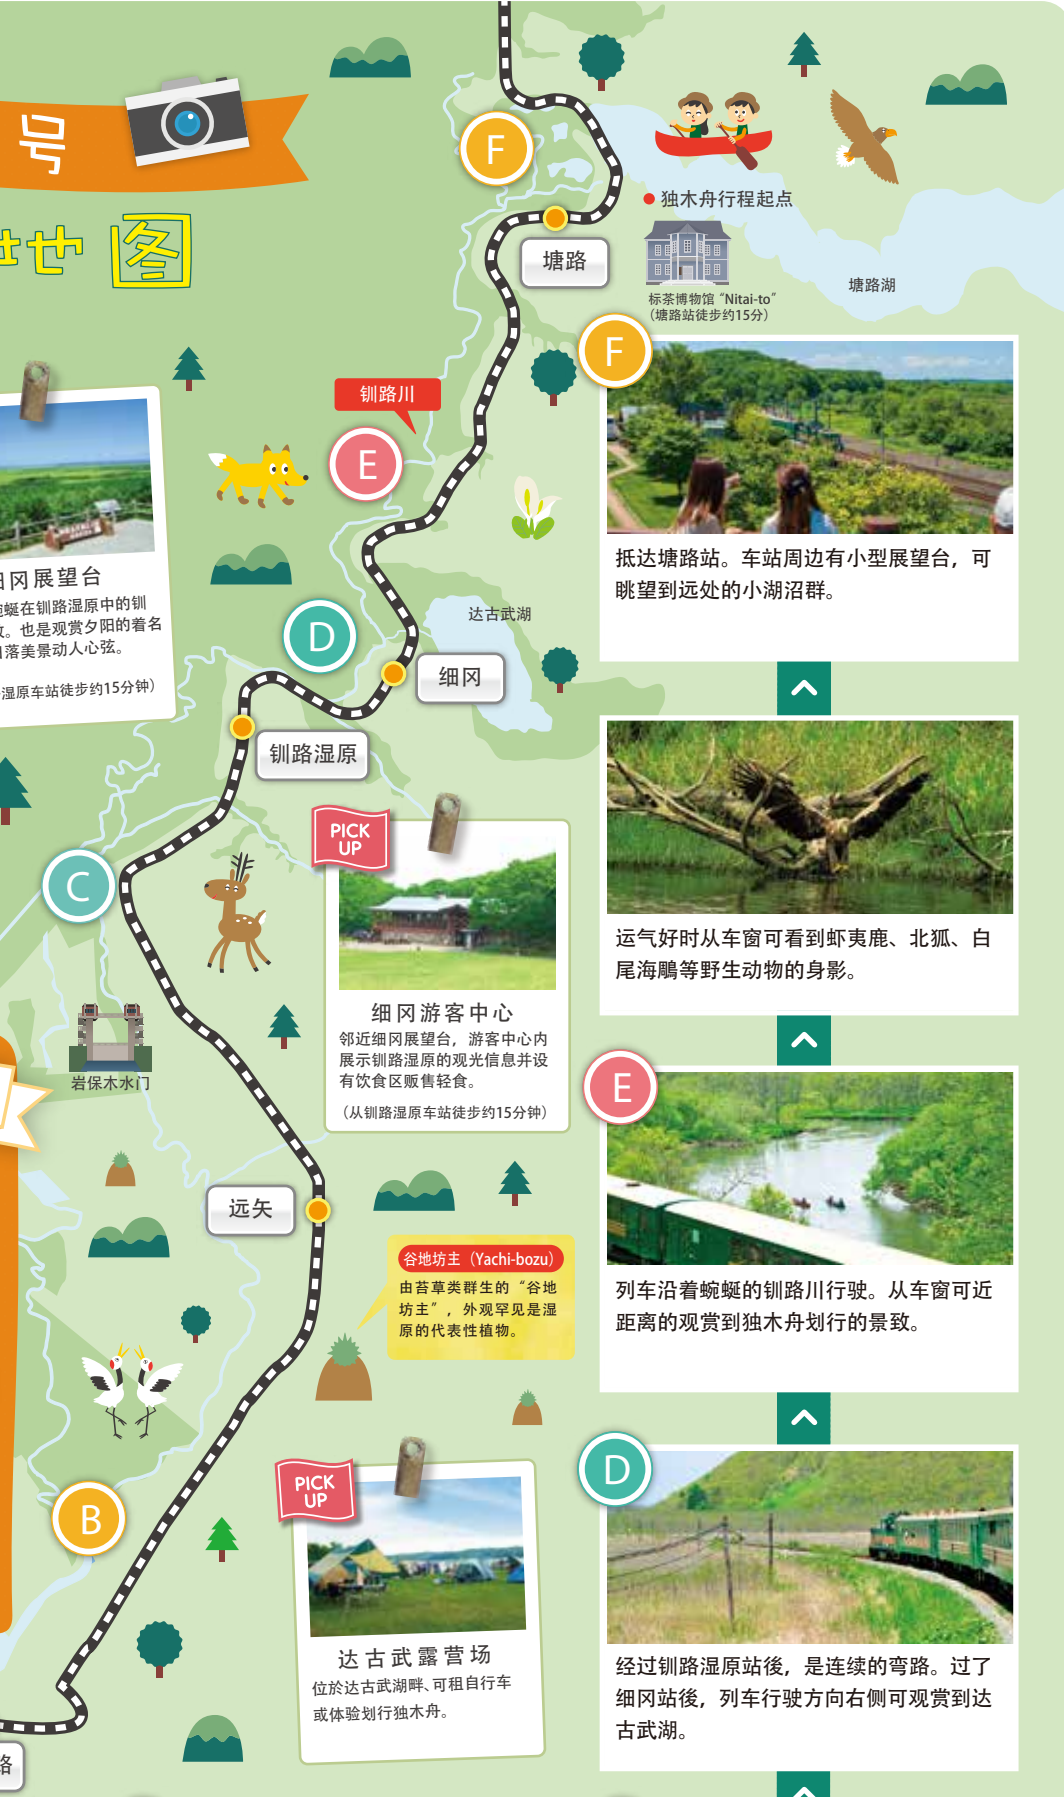 号
地图
F
独木舟行程起点
塘路
标茶博物馆 “Nitai-to”
（塘路站徒步约15分）
塘路湖
F
抵达塘路站。车站周边有小型展望台，可
眺望到远处的小湖沼群。
钏路川
E
细冈展望台
蜿蜒在钏路湿原中的钏
。也是观赏夕阳的着名
落美景动人心弦。
湿原车站徒步约15分钟）
D
达古武湖
细冈
钏路湿原
运气好时从车窗可看到虾夷鹿、北狐、白
尾海鵰等野生动物的身影。
C
PICK
UP
细冈游客中心
邻近细冈展望台，游客中心内
展示钏路湿原的观光信息并设
有饮食区贩售轻食。
（从钏路湿原车站徒步约15分钟）
岩保木水门
E
列车沿着蜿蜒的钏路川行驶。从车窗可近
距离的观赏到独木舟划行的景致。
远矢
谷地坊主（Yachi-bozu）
由苔草类群生的“谷地
坊主”，外观罕见是湿
原的代表性植物。
B
PICK
UP
达古武露营场
位於达古武湖畔、可租自行车
或体验划行独木舟。
D
经过钏路湿原站後，是连续的弯路。过了
细冈站後，列车行驶方向右侧可观赏到达
古武湖。
路